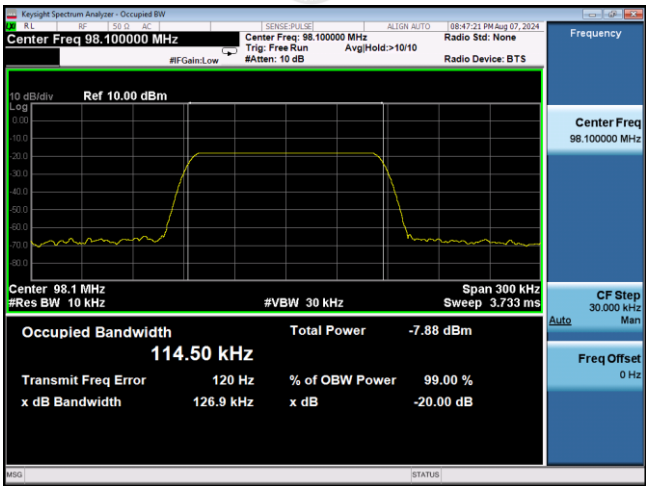 Keysight Spectrum Analyzer - Occupied BW
RL RF 50 Ω AC SENSE:PULSE ALIGN AUTO 08:47:21 PM Aug 07, 2024
Center Freq 98.100000 MHz
Center Freq: 98.100000 MHz
Radio Std: None
Trig: Free Run Avg|Hold:>10/10
#IFGain:Low
#Atten: 10 dB
Radio Device: BTS
10 dB/div Ref 10.00 dBm
Log
0.00
-10.0
-20.0
-30.0
-40.0
-50.0
-60.0
-70.0
-80.0
Center 98.1 MHz
Span 300 kHz
#Res BW 10 kHz
#VBW 30 kHz
Sweep 3.733 ms
Occupied Bandwidth
114.50 kHz
Total Power -7.88 dBm
Transmit Freq Error 120 Hz
% of OBW Power 99.00 %
x dB Bandwidth 126.9 kHz
x dB -20.00 dB
Frequency
Center Freq
98.100000 MHz
CF Step
30.000 kHz
Auto Man
Freq Offset
0 Hz
MSG
STATUS